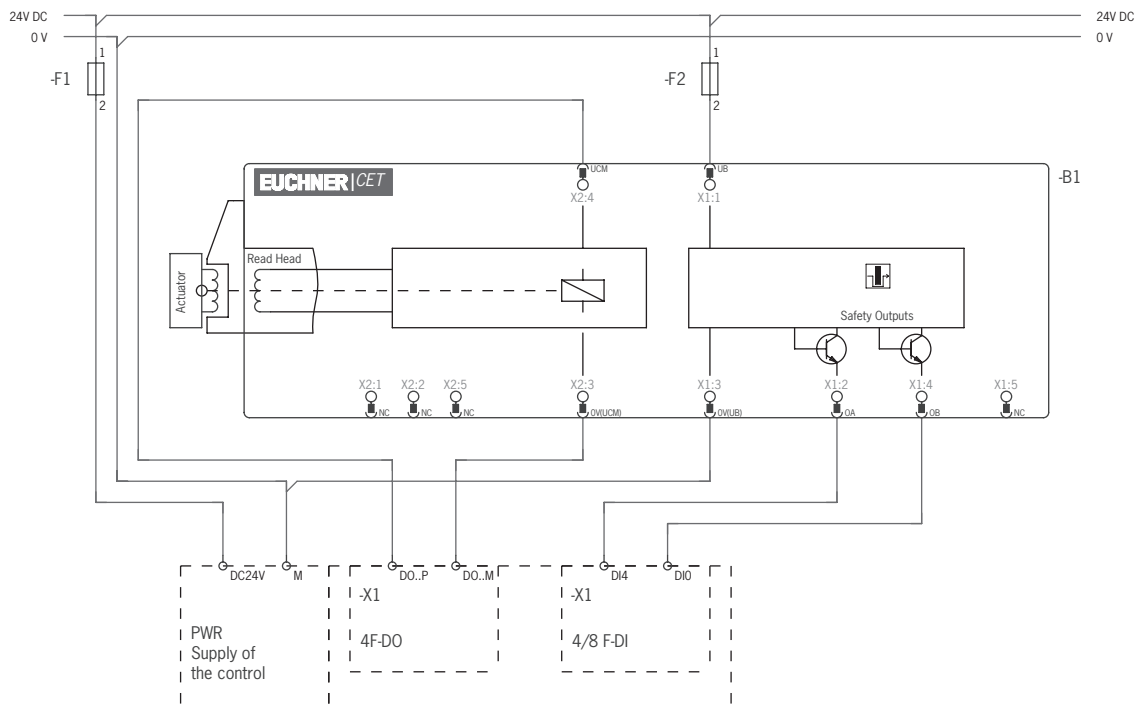 24V DC
24V DC
0 V
0 V
1
1
-F1
-F2
2
2
UCM
UB
EUCHNER CET
-B1
X2:4
X1:1
Read Head
Actuator
Safety Outputs
X2:1
X2:2
X2:5
X2:3
X1:3
X1:2
X1:4
X1:5
NC
NC
NC
0V(UCM)
0V(UB)
OA
OB
NC
DC24V
M
DO..P
DO..M
DI4
DI0
-X1
-X1
PWR
Supply of
the control
4F-DO
4/8 F-DI